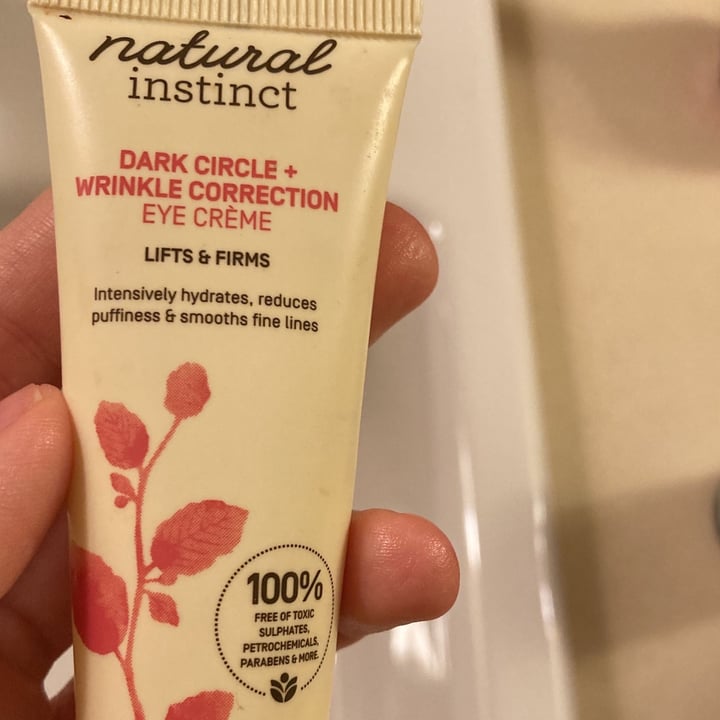 natural
instinct
DARK CIRCLE +
WRINKLE CORRECTION
EYE CRÈME
LIFTS & FIRMS
Intensively hydrates, reduces
puffiness & smooths fine lines
100%
FREE OF TOXIC
SULPHATES,
PETROCHEMICALS,
PARABENS & MORE.